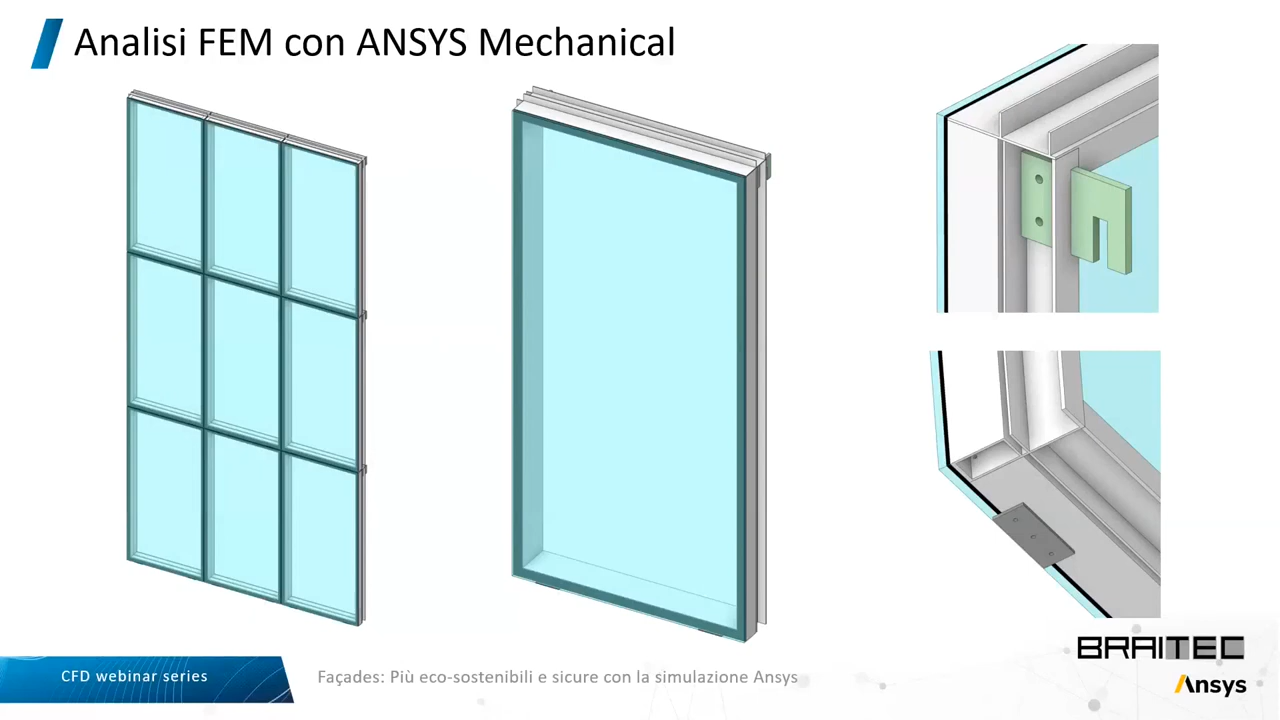 Analisi FEM con ANSYS Mechanical
BRAITEC
Ansys
CFD webinar series
Façades: Più eco-sostenibili e sicure con la simulazione Ansys